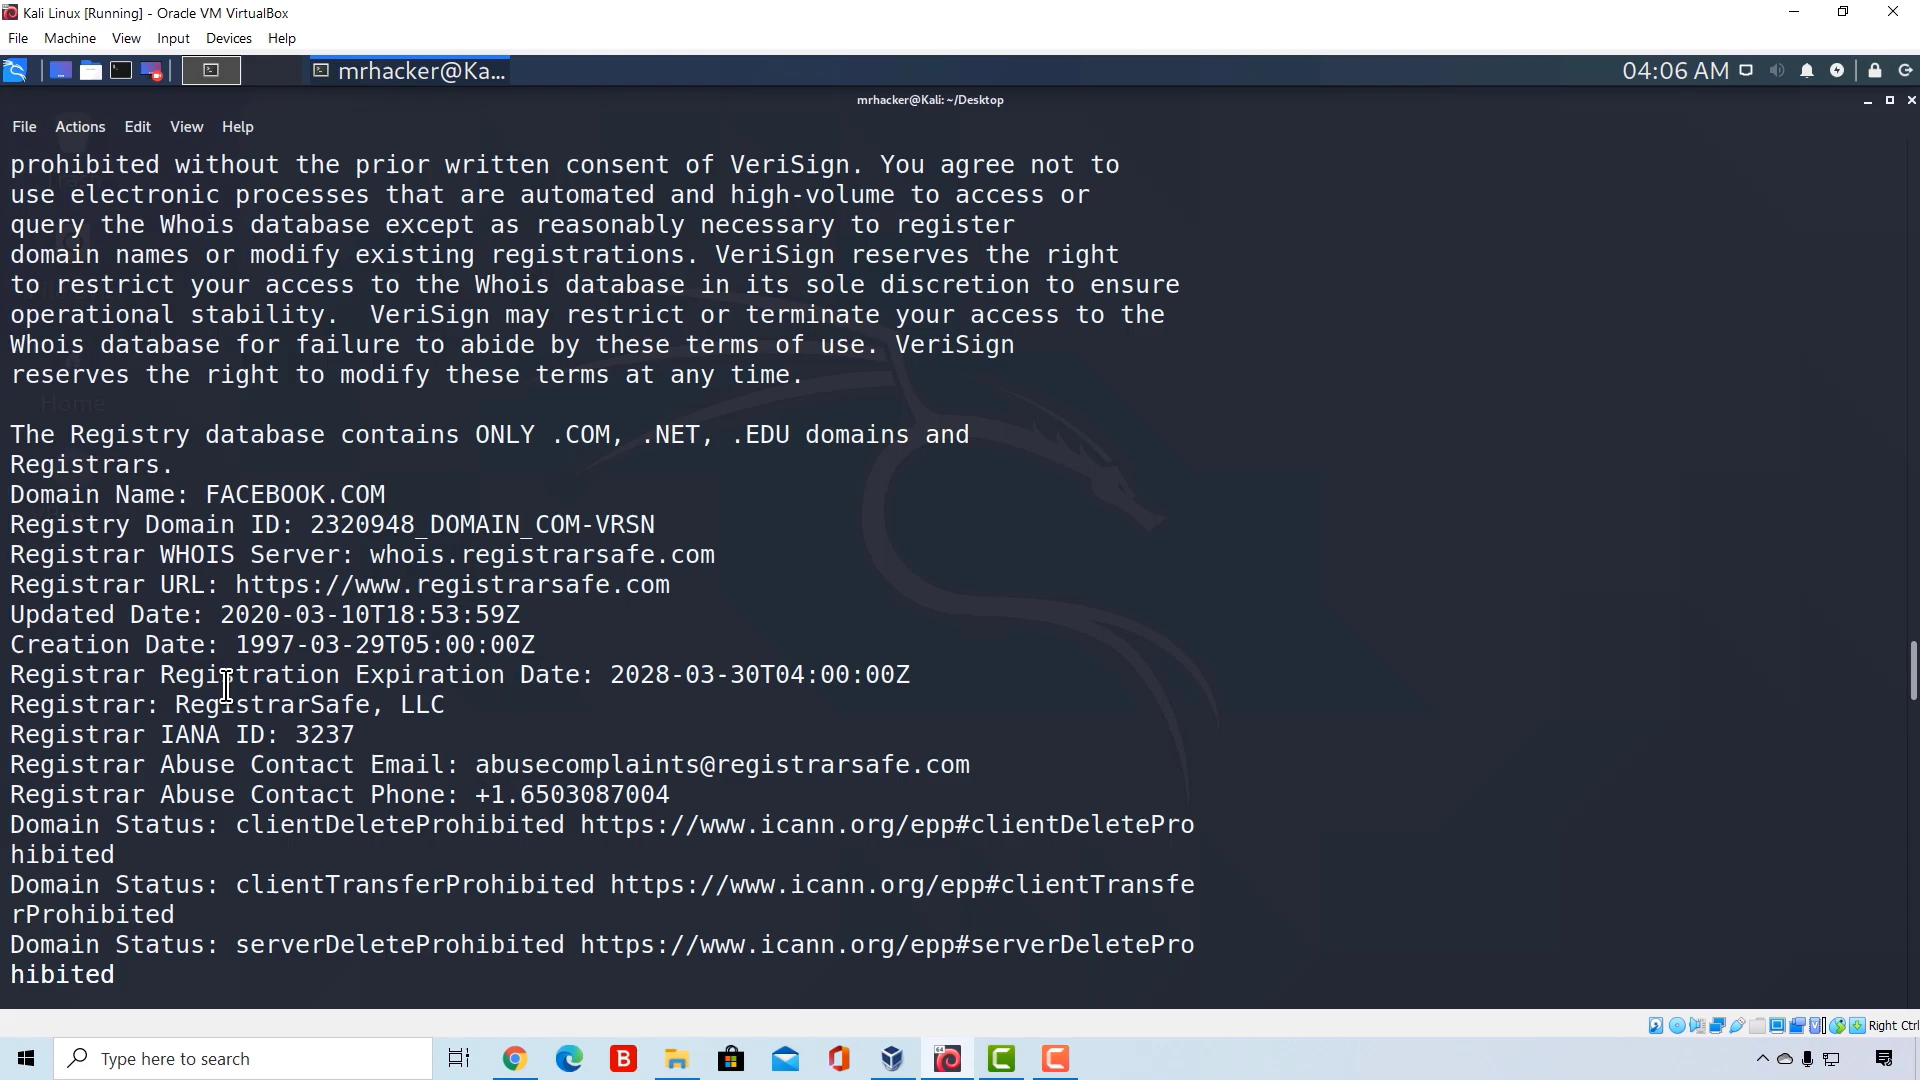 Kali Linux [Running] - Oracle VM VirtualBox
File Machine View Input Devices Help
mrhacker@Ka...
04:06 AM
mrhacker@Kali: ~/Desktop
File Actions Edit View Help
prohibited without the prior written consent of VeriSign. You agree not to
use electronic processes that are automated and high-volume to access or
query the Whois database except as reasonably necessary to register
domain names or modify existing registrations. VeriSign reserves the right
to restrict your access to the Whois database in its sole discretion to ensure
operational stability.  VeriSign may restrict or terminate your access to the
Whois database for failure to abide by these terms of use. VeriSign
reserves the right to modify these terms at any time.
Home
The Registry database contains ONLY .COM, .NET, .EDU domains and
Registrars.
Domain Name: FACEBOOK.COM
Registry Domain ID: 2320948_DOMAIN_COM-VRSN
Registrar WHOIS Server: whois.registrarsafe.com
Registrar URL: https://www.registrarsafe.com
Updated Date: 2020-03-10T18:53:59Z
Creation Date: 1997-03-29T05:00:00Z
Registrar Registration Expiration Date: 2028-03-30T04:00:00Z
Registrar: RegistrarSafe, LLC
Registrar IANA ID: 3237
Registrar Abuse Contact Email: abusecomplaints@registrarsafe.com
Registrar Abuse Contact Phone: +1.6503087004
Domain Status: clientDeleteProhibited https://www.icann.org/epp#clientDeletePro
hibited
Domain Status: clientTransferProhibited https://www.icann.org/epp#clientTransfe
rProhibited
Domain Status: serverDeleteProhibited https://www.icann.org/epp#serverDeletePro
hibited
Right Ctrl
Type here to search